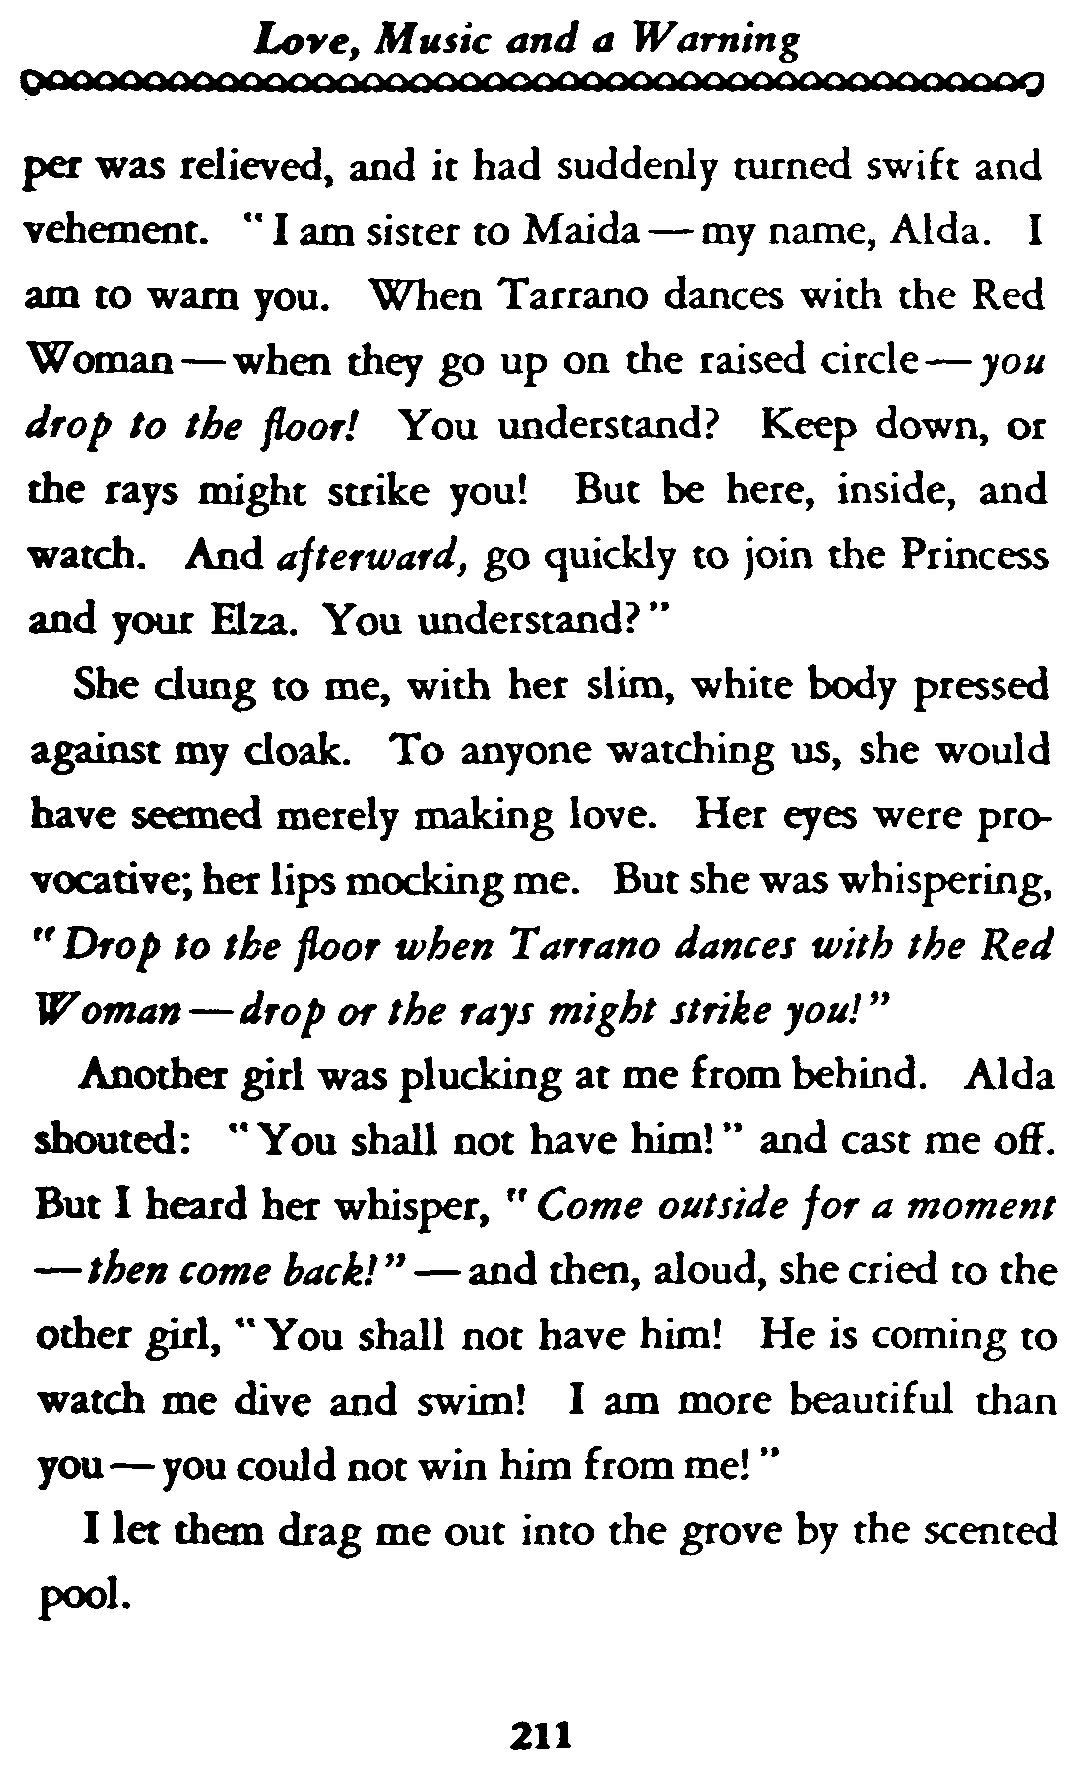 Love, Music and a Warning
per was relieved, and it had suddenly turned swift and
vehement. "I am sister to Maida—my name, Alda. I
am to warn you. When Tarrano dances with the Red
Woman—when they go up on the raised circle—you
drop to the floor! You understand? Keep down, or
the rays might strike you! But be here, inside, and
watch. And afterward, go quickly to join the Princess
and your Elza. You understand?"
She clung to me, with her slim, white body pressed
against my cloak. To anyone watching us, she would
have seemed merely making love. Her eyes were pro-
vocative; her lips mocking me. But she was whispering,
"Drop to the floor when Tarrano dances with the Red
Woman—drop or the rays might strike you!"
Another girl was plucking at me from behind. Alda
shouted: "You shall not have him!" and cast me off.
But I heard her whisper, "Come outside for a moment
—then come back!"—and then, aloud, she cried to the
other girl, "You shall not have him! He is coming to
watch me dive and swim! I am more beautiful than
you—you could not win him from me!"
I let them drag me out into the grove by the scented
pool.
211